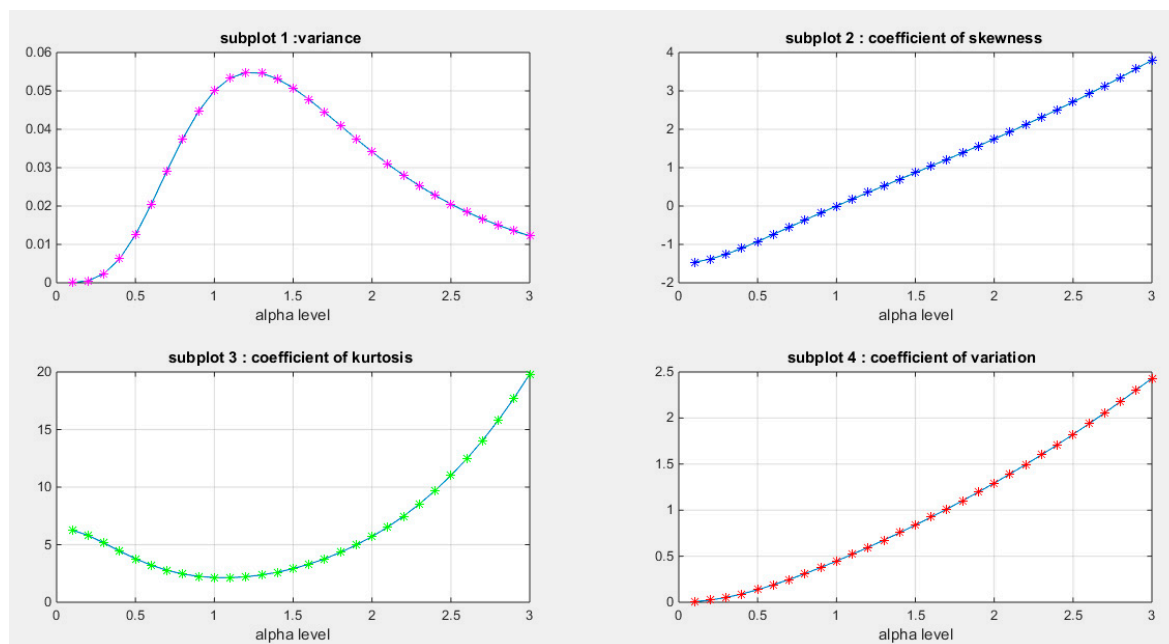 subplot 1 :variance
0.06
0.05
0.04
0.03
0.02
0.01
0
0 0.5 1 1.5 2 2.5 3
alpha level
subplot 2 : coefficient of skewness
4
3
2
1
0
-1
-2
0 0.5 1 1.5 2 2.5 3
alpha level
subplot 3 : coefficient of kurtosis
20
15
10
5
0
0 0.5 1 1.5 2 2.5 3
alpha level
subplot 4 : coefficient of variation
2.5
2
1.5
1
0.5
0
0 0.5 1 1.5 2 2.5 3
alpha level